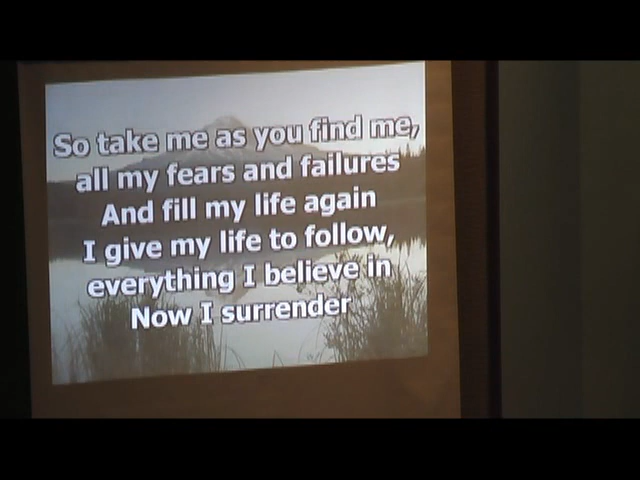 So take me as you find me,
all my fears and failures
And fill my life again
I give my life to follow,
everything I believe in
Now I surrender